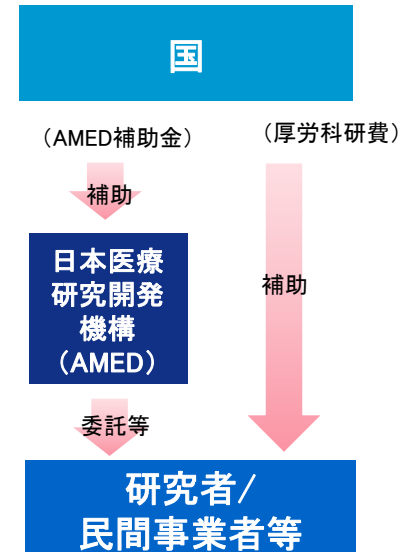 国
（AMED補助金）
（厚労科研費）
補助
日本医療
研究開発
機構
（AMED）
補助
委託等
研究者/
民間事業者等